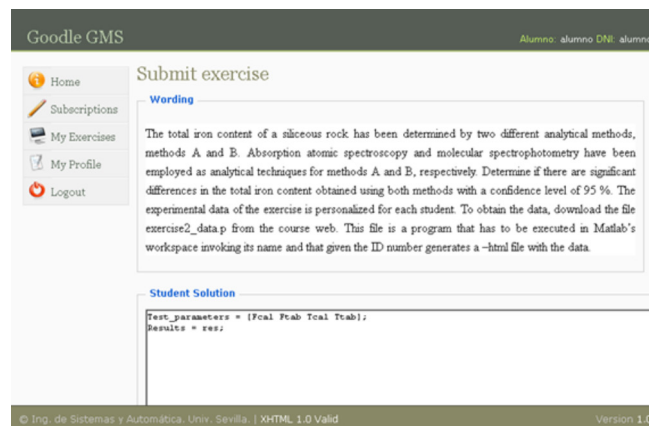 Goodle GMS
Alumno: alumno DNI: alumno
Home
Subscriptions
My Exercises
My Profile
Logout
Submit exercise
Wording
The total iron content of a siliceous rock has been determined by two different analytical methods,
methods A and B. Absorption atomic spectroscopy and molecular spectrophotometry have been
employed as analytical techniques for methods A and B, respectively. Determine if there are significant
differences in the total iron content obtained using both methods with a confidence level of 95 %. The
experimental data of the exercise is personalized for each student. To obtain the data, download the file
exercise2_data.p from the course web. This file is a program that has to be executed in Matlab's
workspace invoking its name and that given the ID number generates a –html file with the data.
Student Solution
Test_parameters = [Fcal Ftab Tcal Ttab];
Results = res;
© Ing. de Sistemas y Automática. Univ. Sevilla. | XHTML 1.0 Valid
Version 1.0